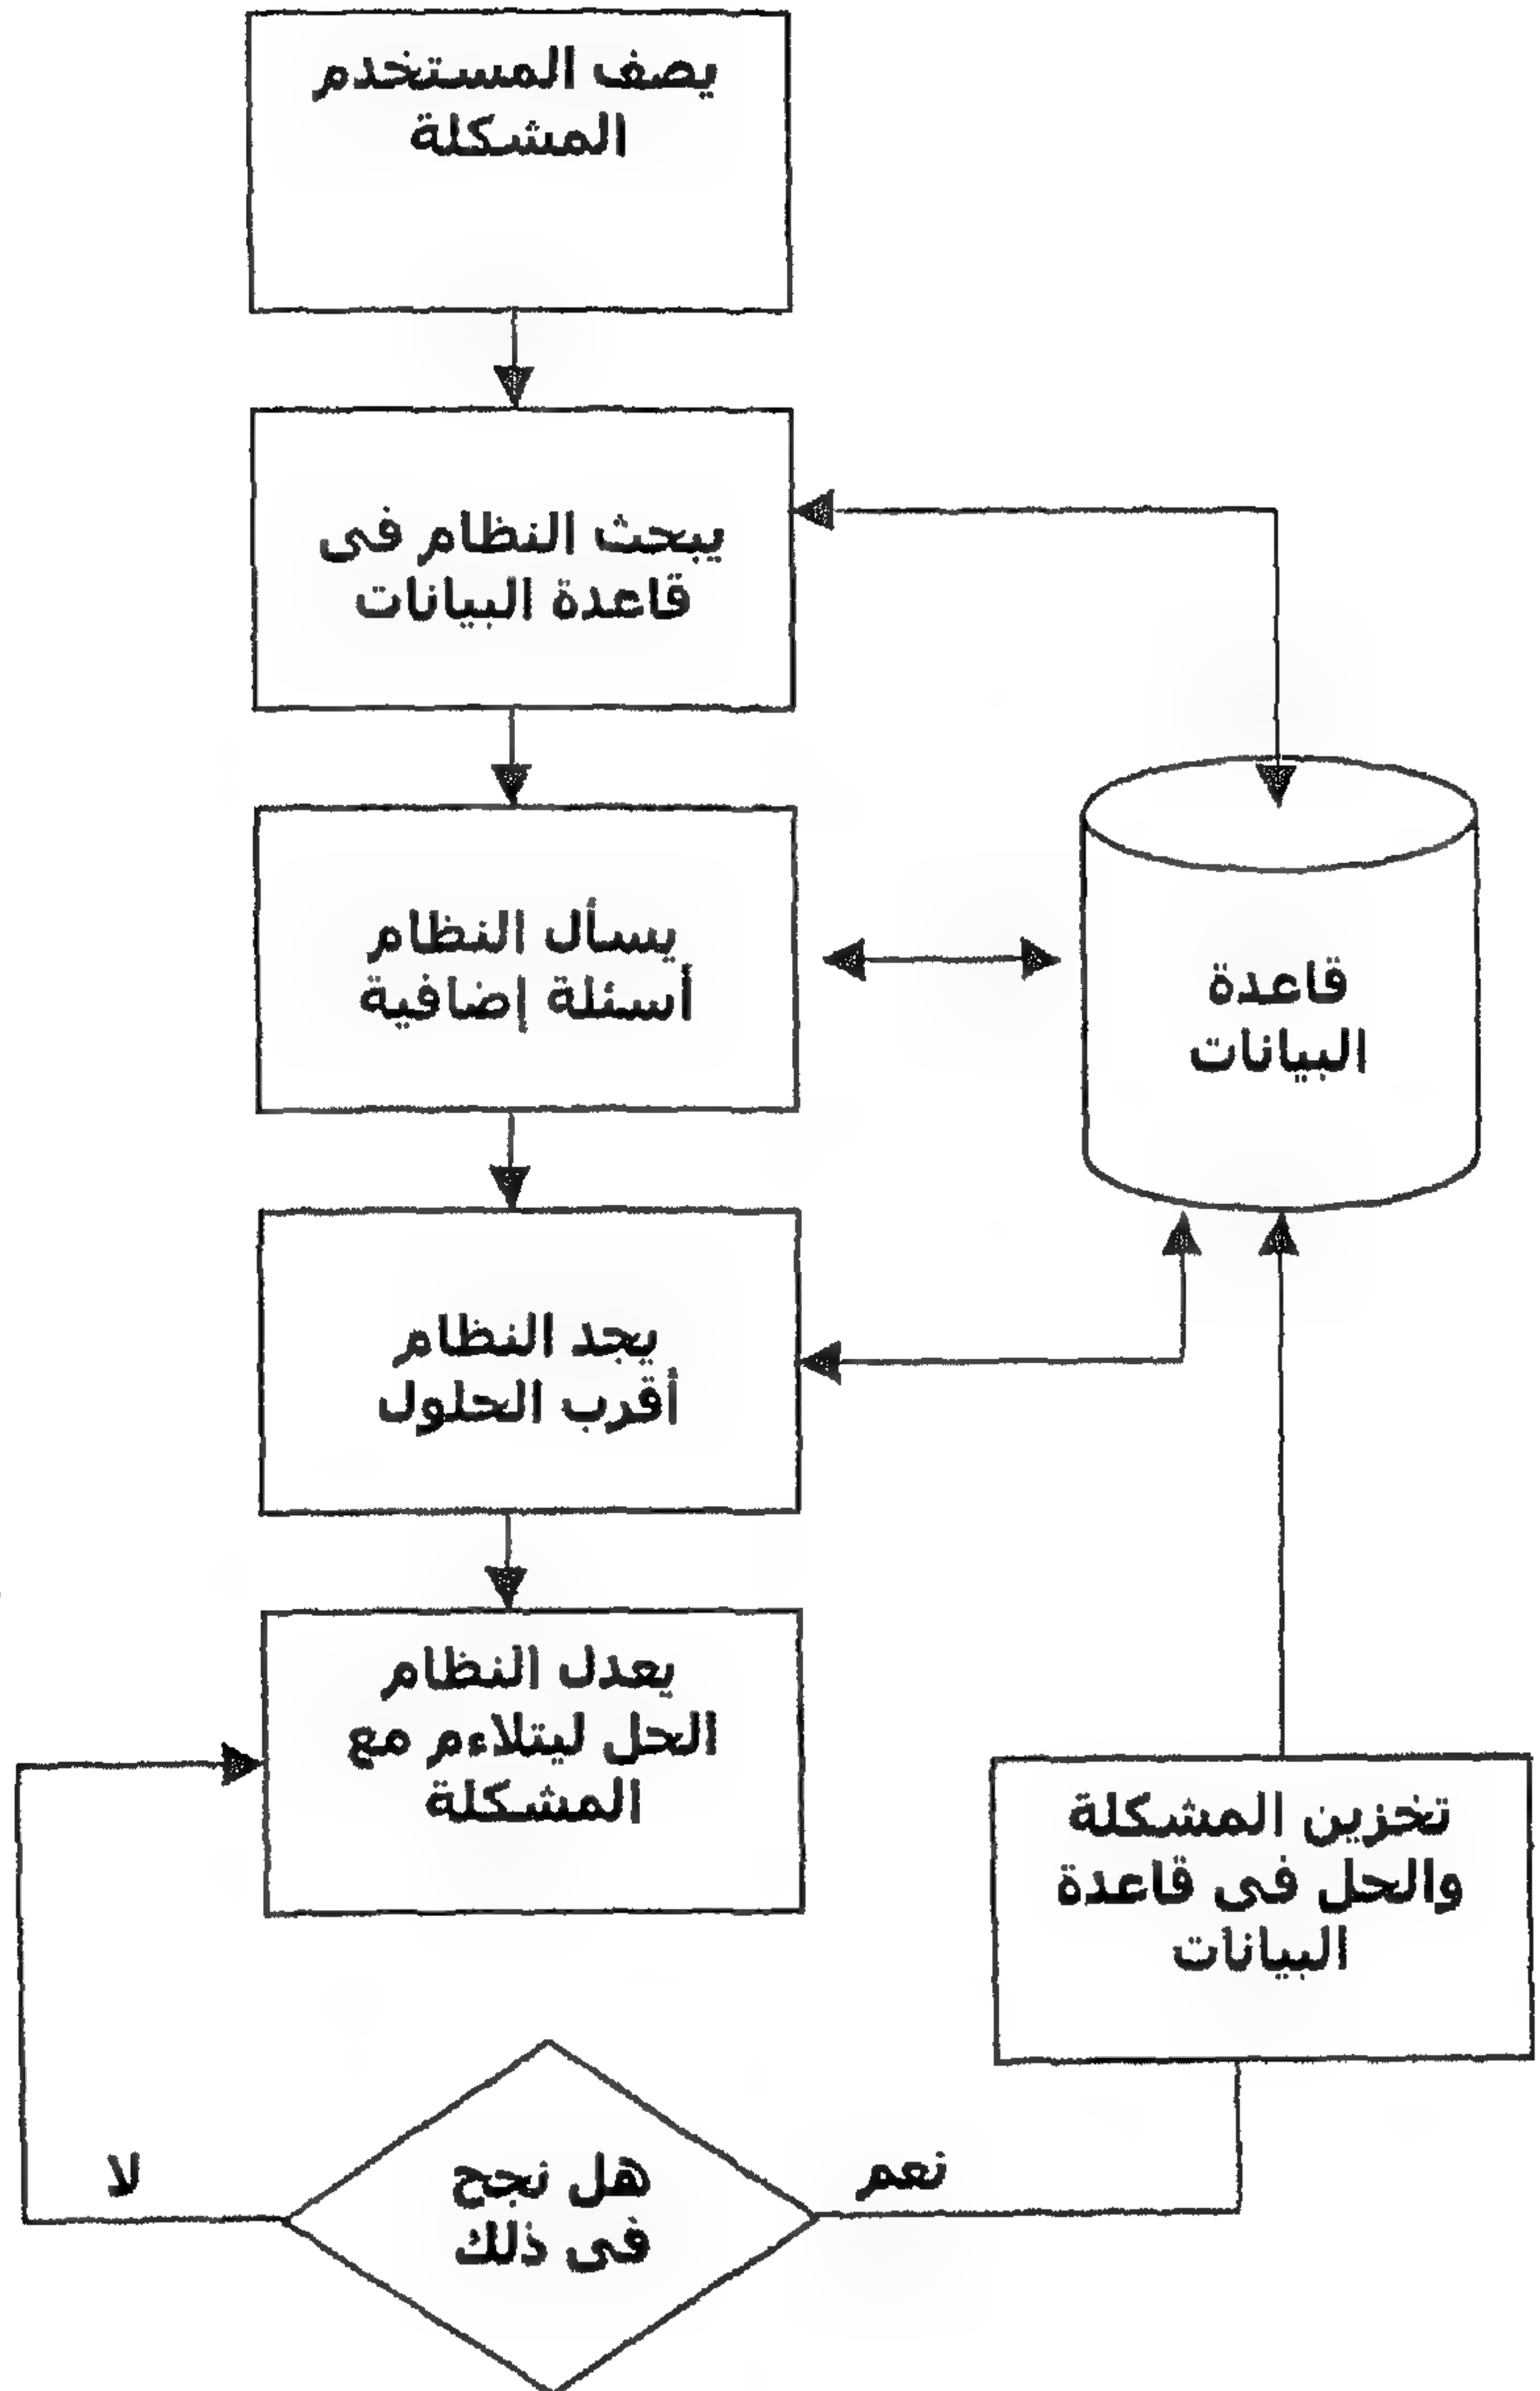 يصف المستخدم
المشكلة
يبحث النظام فى
قاعدة البيانات
يسأل النظام
أسئلة إضافية
قاعدة
البيانات
يجد النظام
أقرب الحلول
يعدل النظام
الحل ليتلاءم مع
المشكلة
تخزين المشكلة
والحل فى قاعدة
البيانات
هل نجح
فى ذلك
نعم
لا